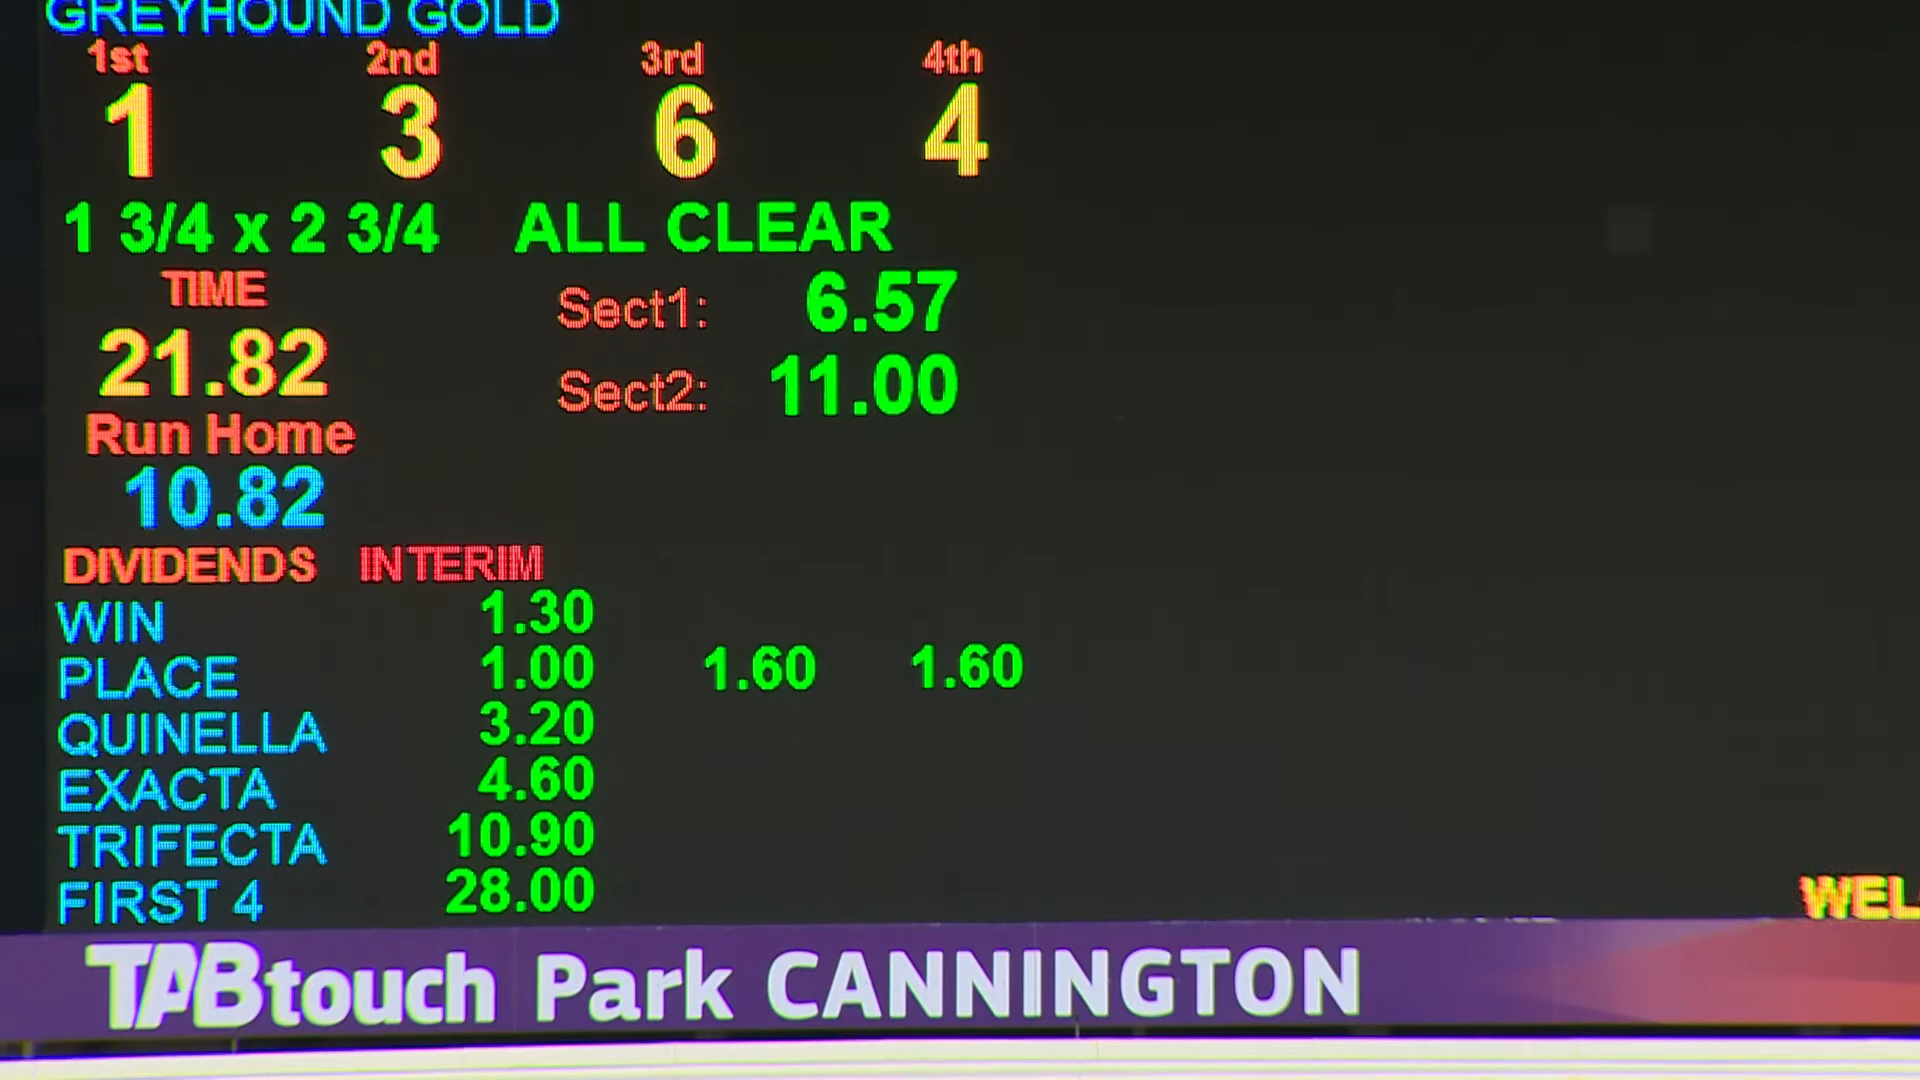 GREYHOUND GOLD
1st 2nd 3rd 4th
1 3 6 4
1 3/4 x 2 3/4 ALL CLEAR
TIME
Sect1: 6.57
21.82
Sect2: 11.00
Run Home
10.82
DIVIDENDS INTERIM
WIN 1.30
PLACE 1.00 1.60 1.60
QUINELLA 3.20
EXACTA 4.60
TRIFECTA 10.90
FIRST 4 28.00
WEL
TABtouch Park CANNINGTON